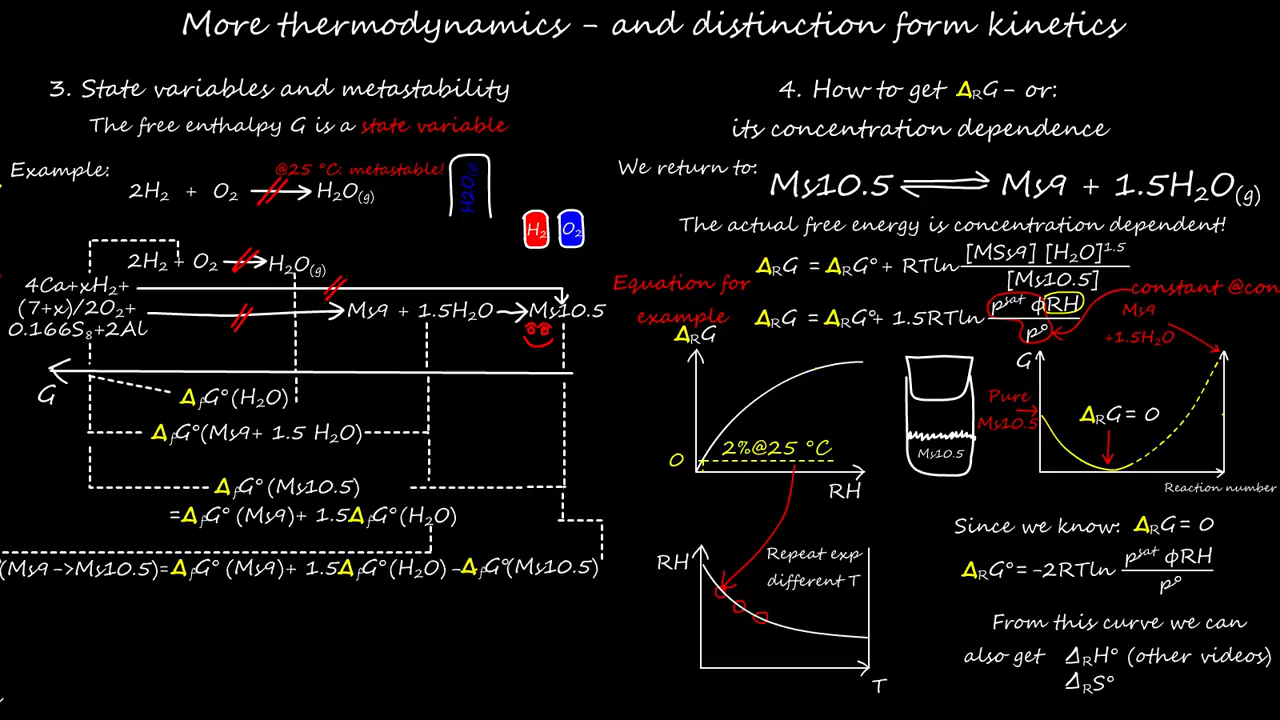 More thermodynamics - and distinction form kinetics
3. State variables and metastability
The free enthalpy G is a state variable
Example:
@25 °C: metastable!
2H₂ + O₂ H₂O(g)
H2O(g)
H₂ O₂
2H₂ + O₂ H₂O(g)
4Ca+xH₂+
(7+x)/2O₂+
0.166S₈+2Al
Ms9 + 1.5H₂O → Ms10.5
G
ΔfG°(H₂O)
ΔfG°(Ms9+ 1.5 H₂O)
ΔfG°(Ms10.5)
=ΔfG° (Ms9)+ 1.5ΔfG°(H₂O)
(Ms9->Ms10.5)=ΔfG° (Ms9)+ 1.5ΔfG°(H₂O) -ΔfG°(Ms10.5)
4. How to get ΔRG - or:
its concentration dependence
We return to:
Ms10.5 ⇌ Ms9 + 1.5H₂O(g)
The actual free energy is concentration dependent!
ΔRG = ΔRG° + RTln [MSs9] [H₂O]¹·⁵ / [Ms10.5]
Equation for
example
ΔRG = ΔRG°+ 1.5RTln pˢᵃᵗ ϕRH / p°
constant @con
Ms9
+1.5H₂O
ΔRG
0
2%@25 °C
RH
Ms10.5
G
Pure
Ms10.5
ΔRG = 0
Reaction number
RH
Repeat exp
different T
T
Since we know: ΔRG = 0
ΔRG°= -2RTln pˢᵃᵗ ϕRH / p°
From this curve we can
also get ΔRH° (other videos)
ΔRS°